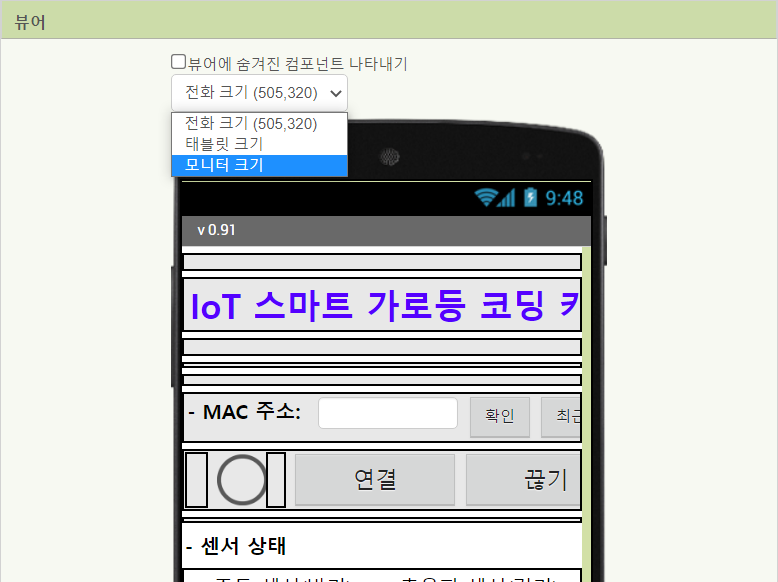 뷰어
뷰어에 숨겨진 컴포넌트 나타내기
전화 크기 (505,320)
전화 크기 (505,320)
태블릿 크기
모니터 크기
9:48
v 0.91
IoT 스마트 가로등 코딩
- MAC 주소:
확인
최근
연결
끊기
- 센서 상태